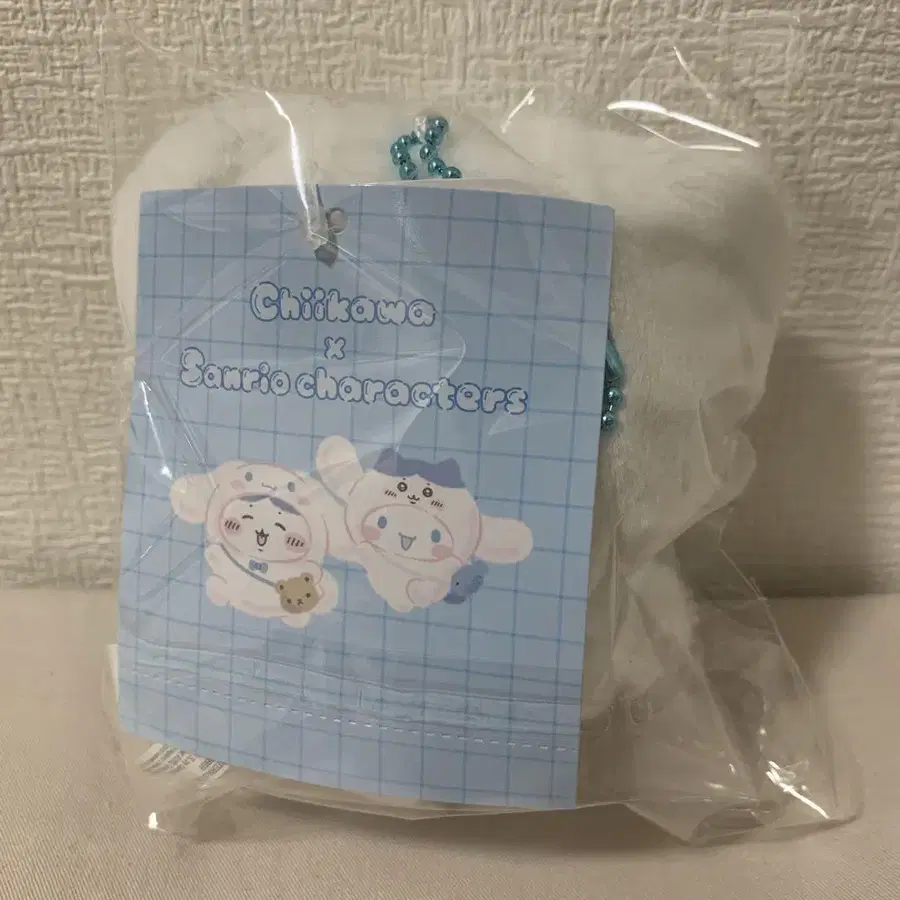 Chiikawa
x
Sanrio characters